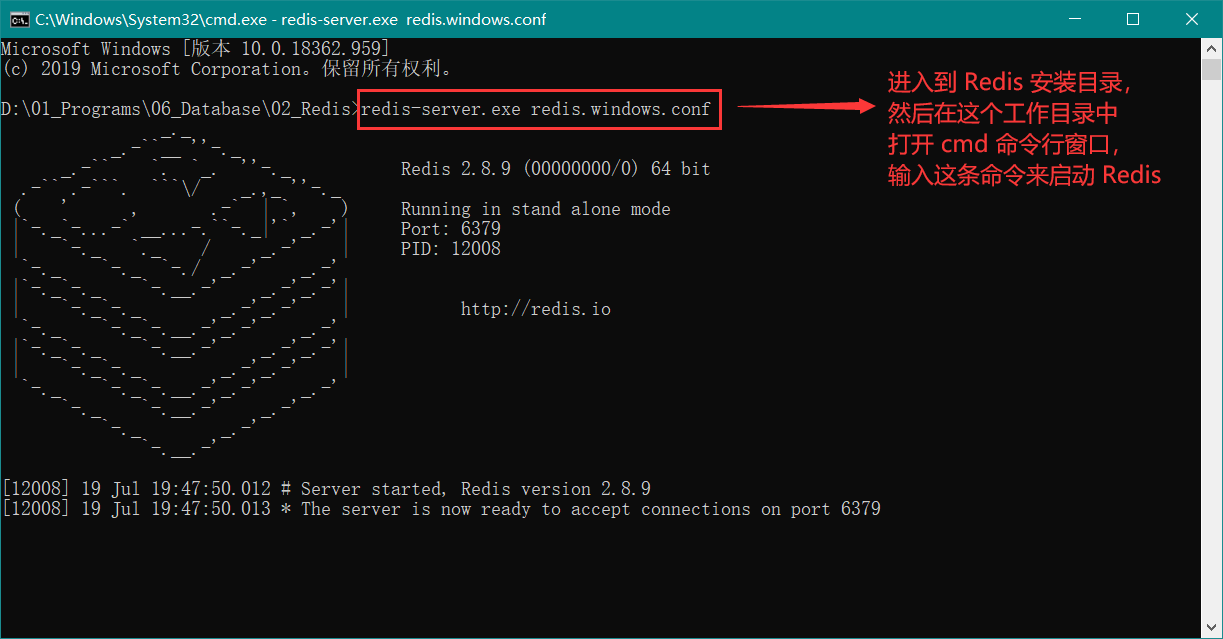 C:\Windows\System32\cmd.exe - redis-server.exe  redis.windows.conf
Microsoft Windows [版本 10.0.18362.959]
(c) 2019 Microsoft Corporation。保留所有权利。
D:\01_Programs\06_Database\02_Redis>redis-server.exe redis.windows.conf
进入到 Redis 安装目录，
然后在这个工作目录中
打开 cmd 命令行窗口，
输入这条命令来启动 Redis
Redis 2.8.9 (00000000/0) 64 bit
Running in stand alone mode
Port: 6379
PID: 12008
http://redis.io
[12008] 19 Jul 19:47:50.012 # Server started, Redis version 2.8.9
[12008] 19 Jul 19:47:50.013 * The server is now ready to accept connections on port 6379